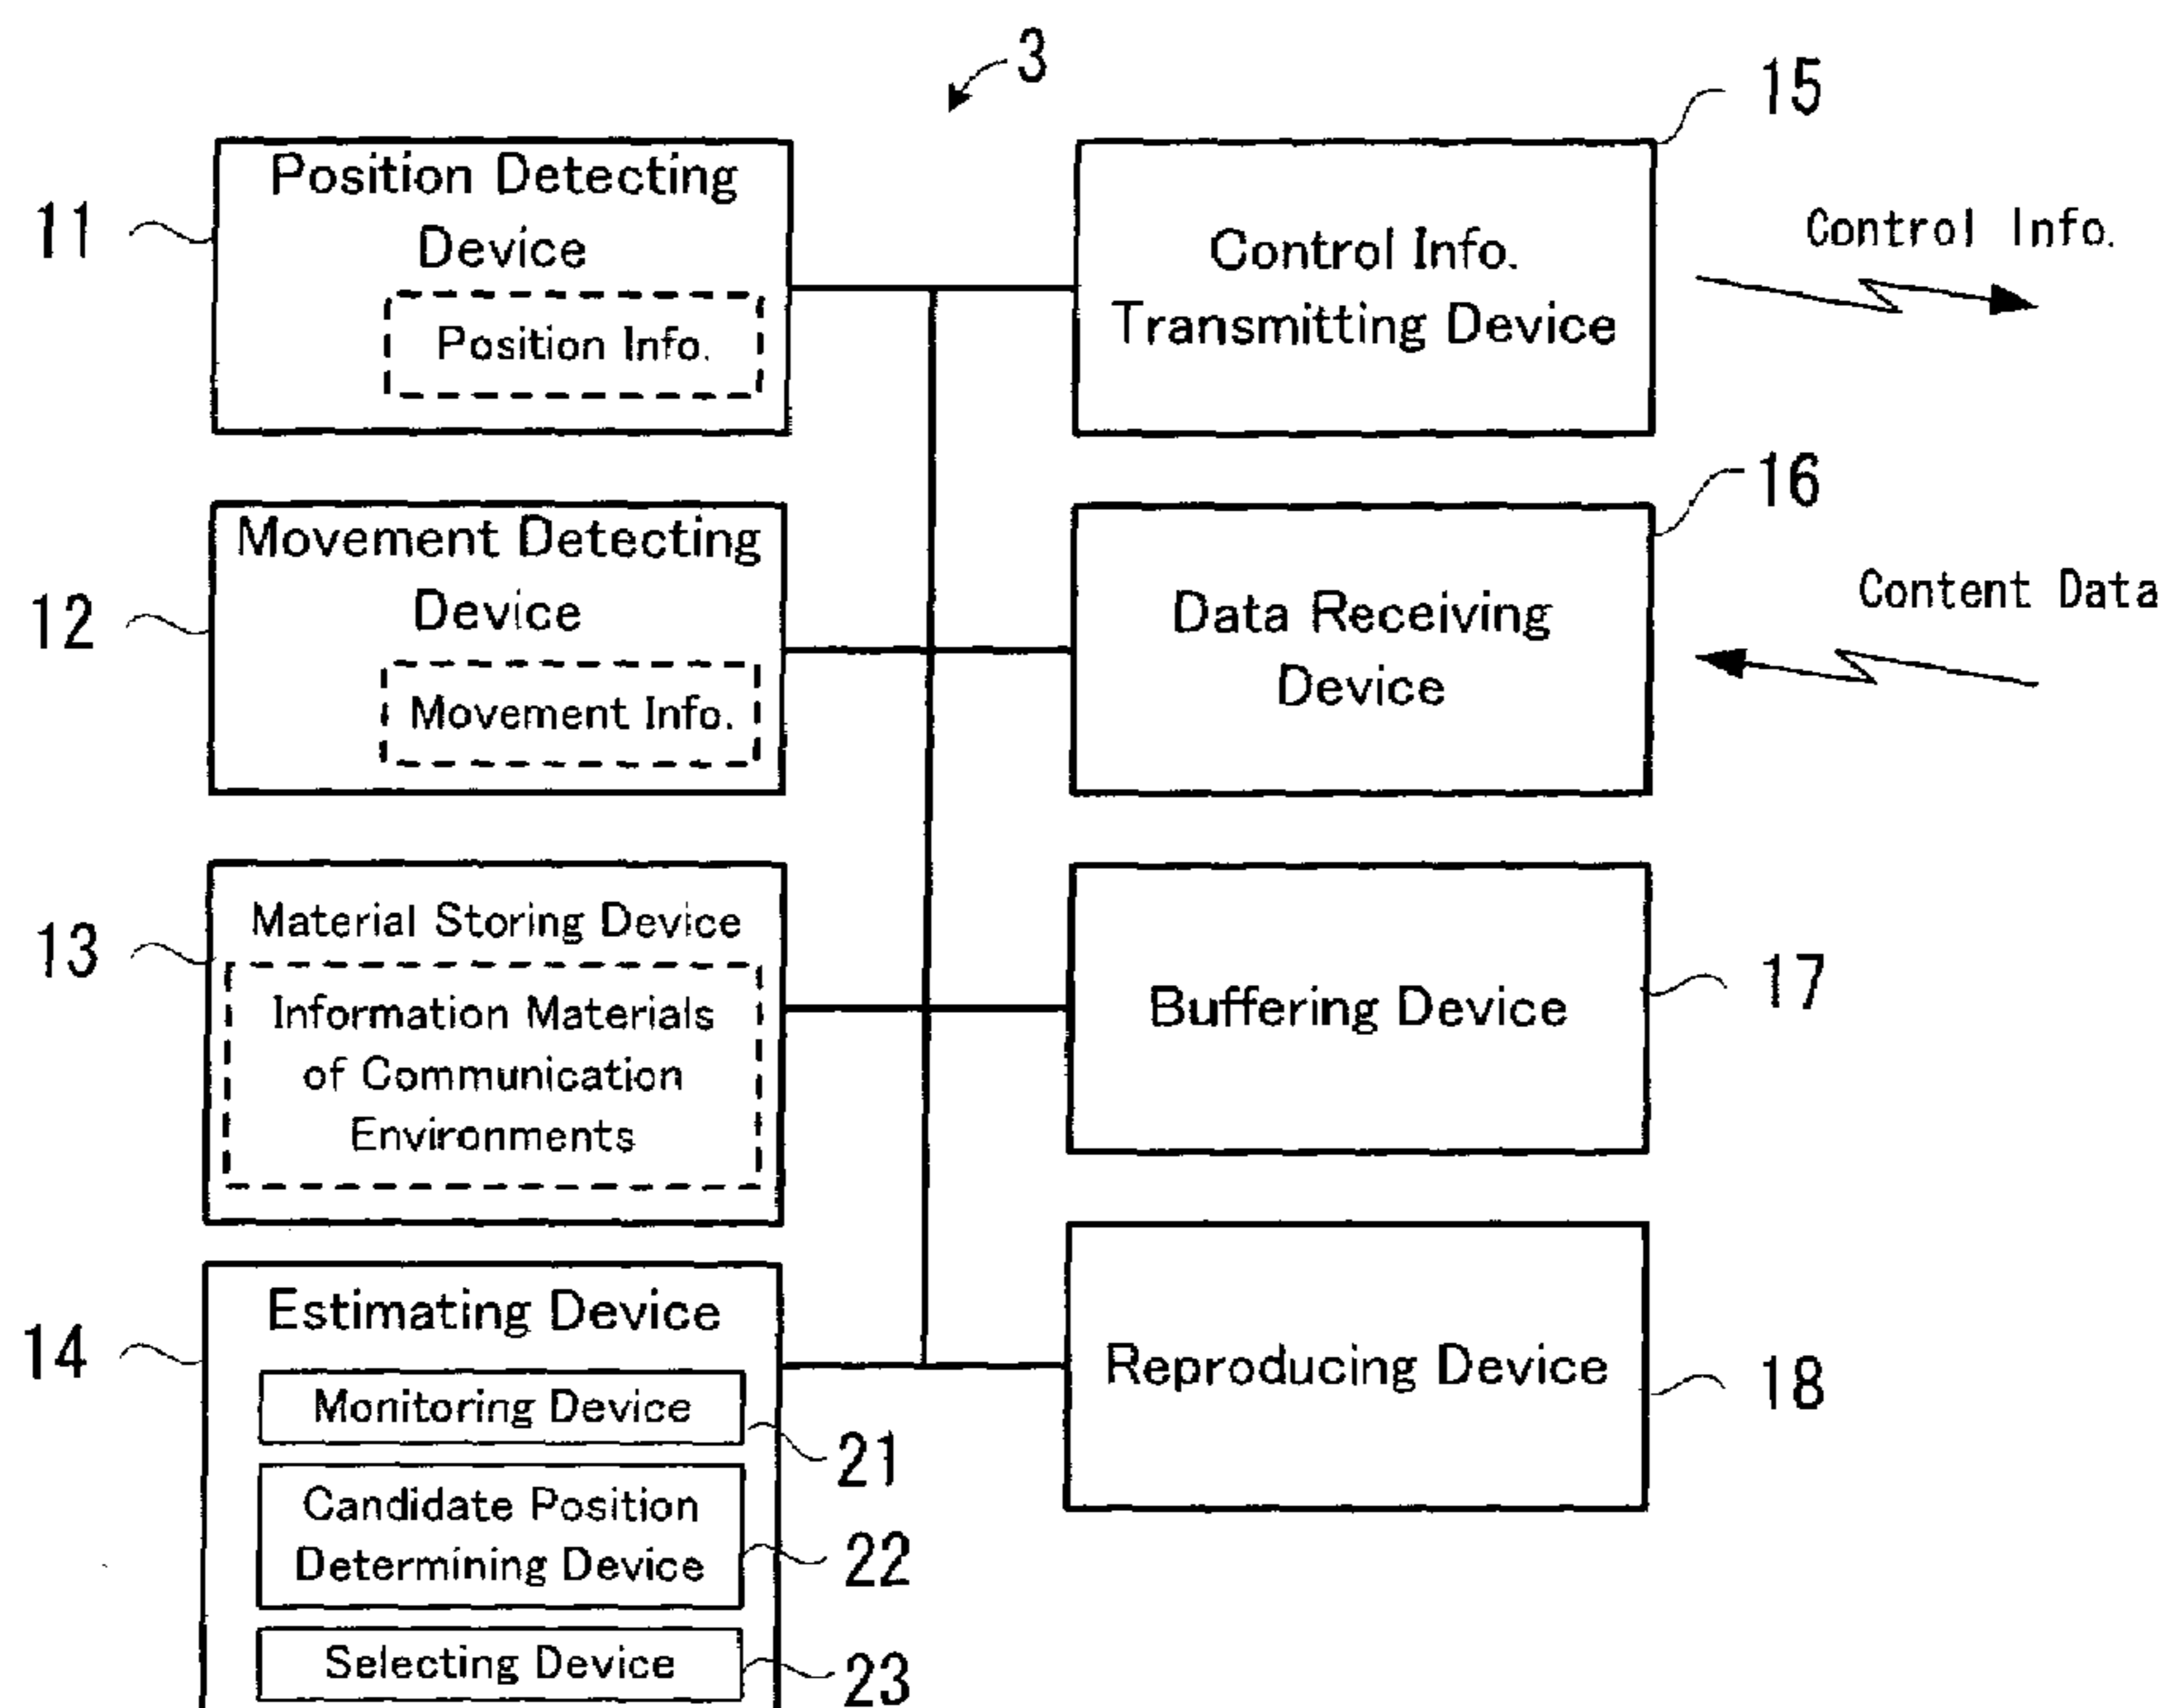 3
11
Position Detecting
Device
Position Info.
15
Control Info.
Transmitting Device
Control Info.
12
Movement Detecting
Device
Movement Info.
16
Data Receiving
Device
Content Data
13
Material Storing Device
Information Materials
of Communication
Environments
17
Buffering Device
14
Estimating Device
Monitoring Device
21
Candidate Position
Determining Device
22
Selecting Device
23
18
Reproducing Device